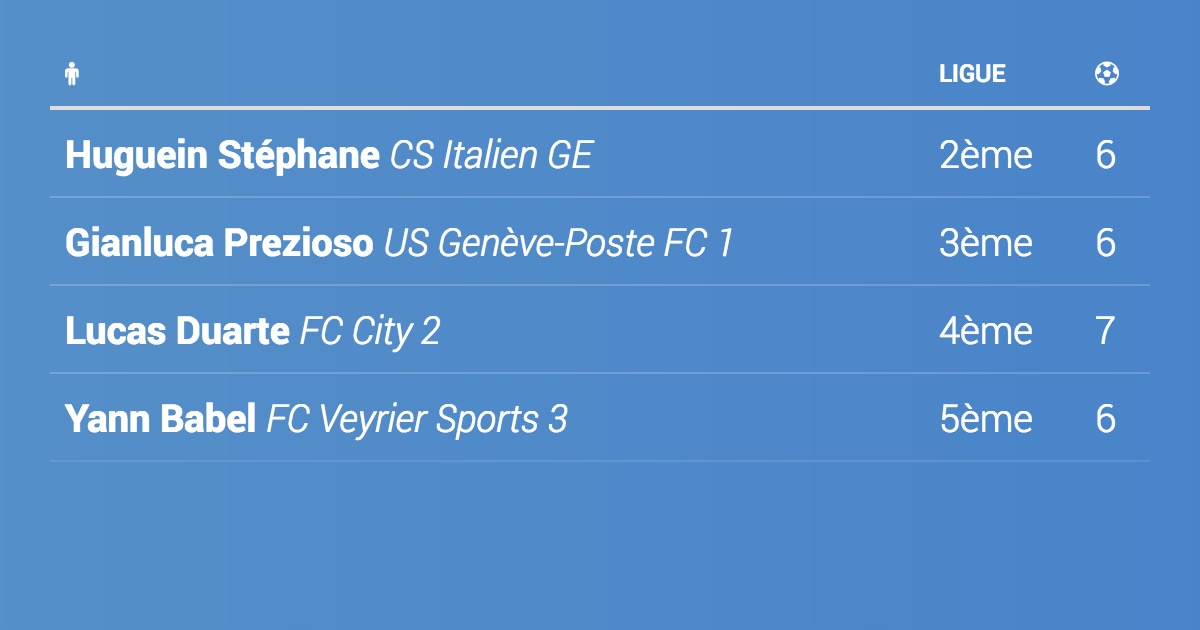 LIGUE
Huguein Stéphane CS Italien GE 2ème 6
Gianluca Prezioso US Genève-Poste FC 1 3ème 6
Lucas Duarte FC City 2 4ème 7
Yann Babel FC Veyrier Sports 3 5ème 6